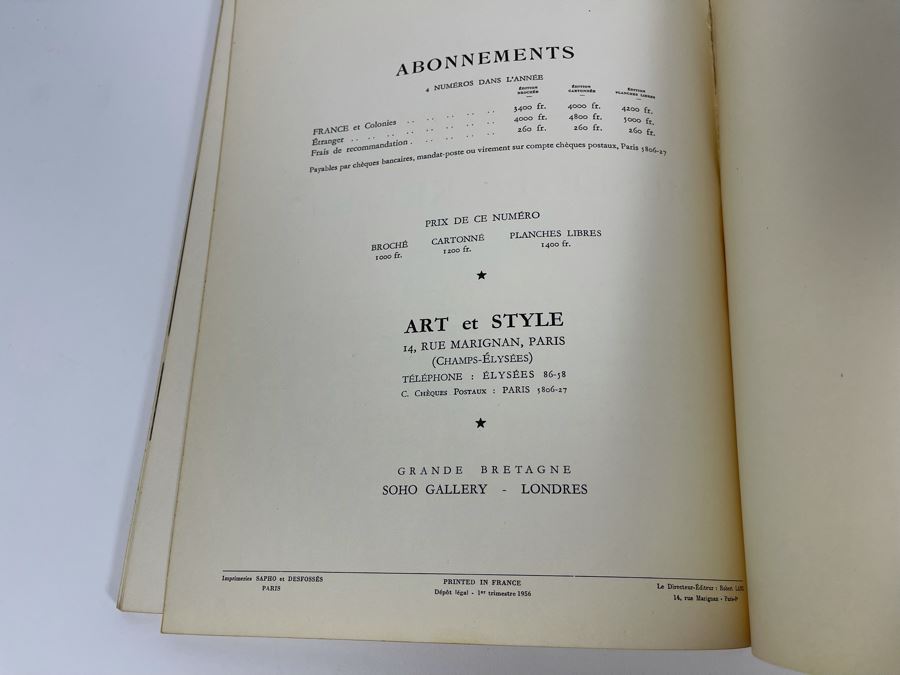 ABONNEMENTS
4 NUMÉROS DANS L'ANNÉE
ÉDITION BROCHÉE ÉDITION CARTONNÉE ÉDITION PLANCHES LIBRES
FRANCE et Colonies .. .. .. .. .. 3400 fr. 4000 fr. 4200 fr.
Étranger .. .. .. .. .. .. .. .. 4000 fr. 4800 fr. 5000 fr.
Frais de recommandation . .. .. .. .. 260 fr. 260 fr. 260 fr.
Payables par chèques bancaires, mandat-poste ou virement sur compte chèques postaux, Paris 5806-27
PRIX DE CE NUMÉRO
BROCHÉ CARTONNÉ PLANCHES LIBRES
1000 fr. 1200 fr. 1400 fr.
★
ART et STYLE
14, RUE MARIGNAN, PARIS
(CHAMPS-ÉLYSÉES)
TÉLÉPHONE : ÉLYSÉES 86-58
C. CHÈQUES POSTAUX : PARIS 5806-27
★
GRANDE BRETAGNE
SOHO GALLERY - LONDRES
Imprimeries SAPHO et DESFOSSÉS
PARIS
PRINTED IN FRANCE
Dépôt légal - 1er trimestre 1956
Le Directeur-Éditeur : Robert
14, rue Marignan - Paris-8e